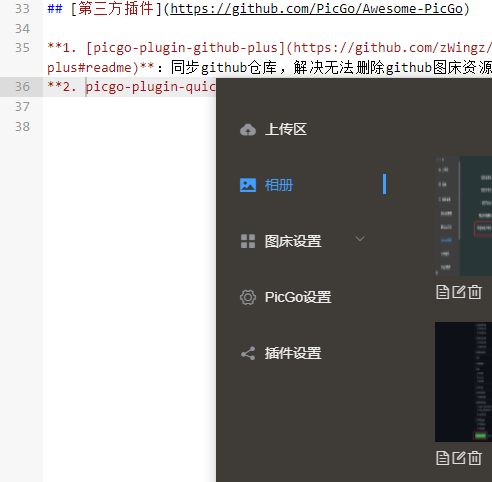 33 ## [第三方插件](https://github.com/PicGo/Awesome-PicGo)
34
35 **1. [picgo-plugin-github-plus](https://github.com/zWingz/
plus#readme)**：同步github仓库，解决无法删除github图床资源
36 **2. picgo-plugin-quic
37
38
上传区
相册
图床设置
PicGo设置
插件设置